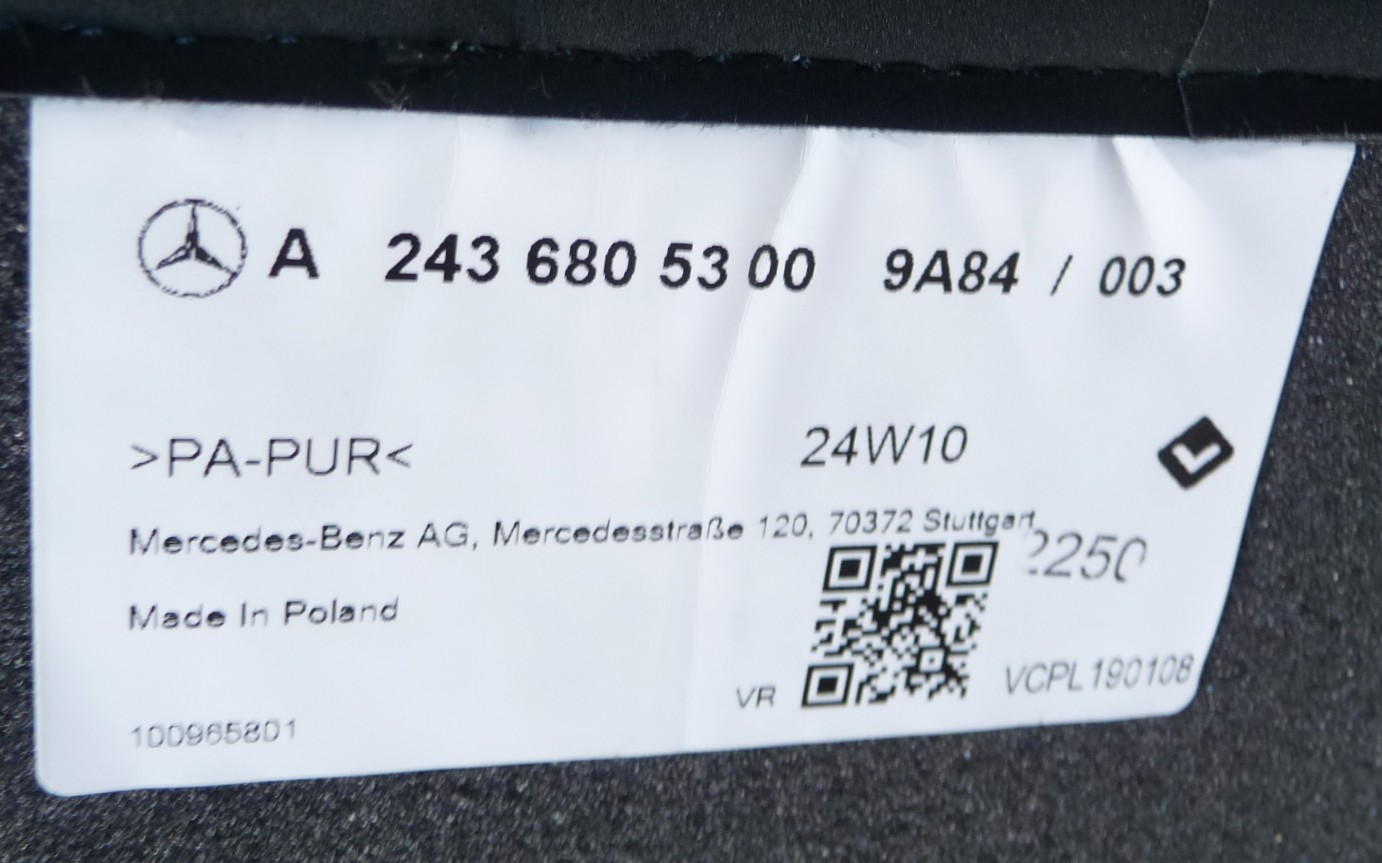 A 243 680 53 00 9A84 / 003
>PA-PUR< 24W10
Mercedes-Benz AG, Mercedesstraße 120, 70372 Stuttgart
2250
Made In Poland
VR VCPL190108
100965801